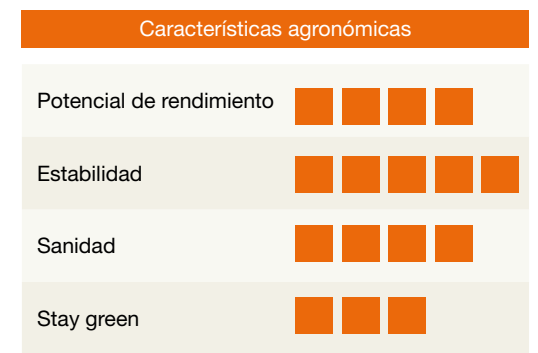 Características agronómicas
Potencial de rendimiento
Estabilidad
Sanidad
Stay green